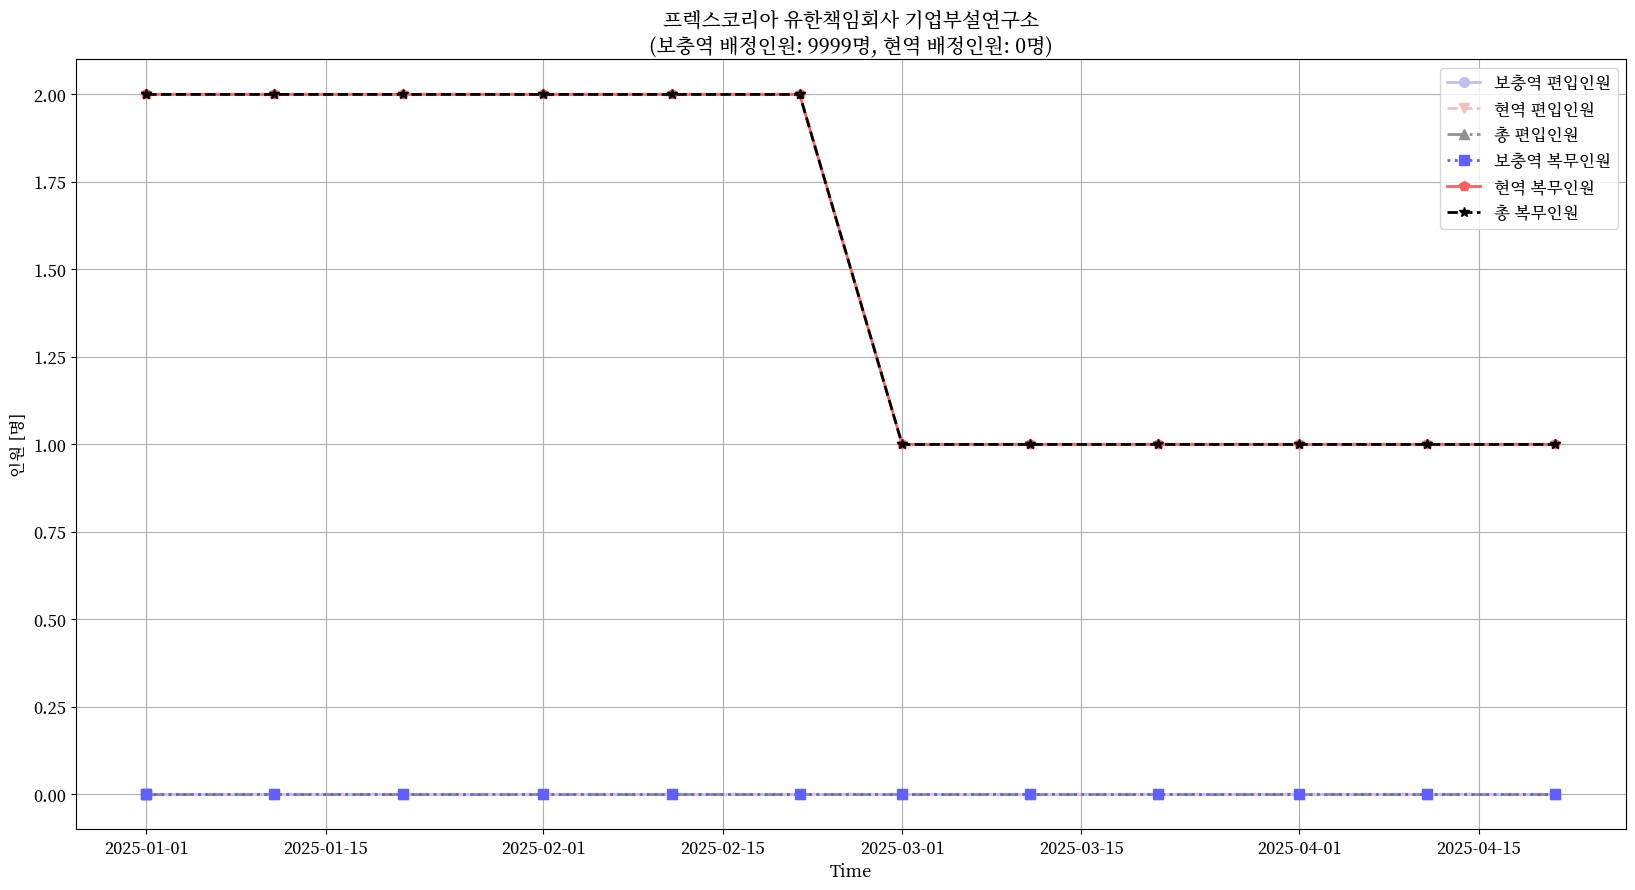 프렉스코리아 유한책임회사 기업부설연구소
(보충역 배정인원: 9999명, 현역 배정인원: 0명)
보충역 편입인원
현역 편입인원
총 편입인원
보충역 복무인원
현역 복무인원
총 복무인원
2.00
1.75
1.50
1.25
1.00
0.75
0.50
0.25
0.00
인원 [명]
2025-01-01 2025-01-15 2025-02-01 2025-02-15 2025-03-01 2025-03-15 2025-04-01 2025-04-15
Time